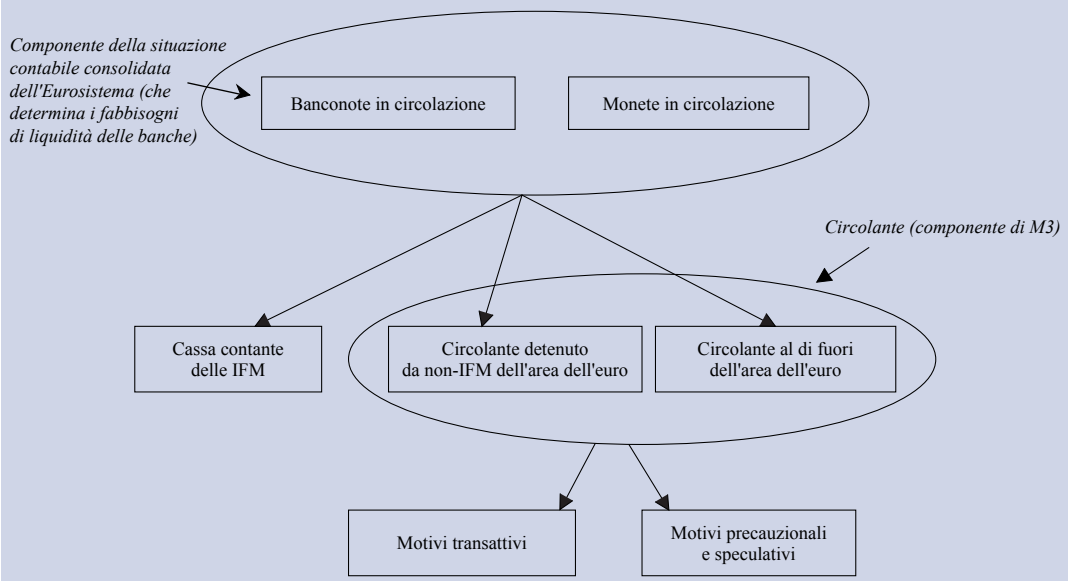 Componente della situazione
contabile consolidata
dell'Eurosistema (che
determina i fabbisogni
di liquidità delle banche)
Banconote in circolazione
Monete in circolazione
Circolante (componente di M3)
Cassa contante
delle IFM
Circolante detenuto
da non-IFM dell'area dell'euro
Circolante al di fuori
dell'area dell'euro
Motivi transattivi
Motivi precauzionali
e speculativi